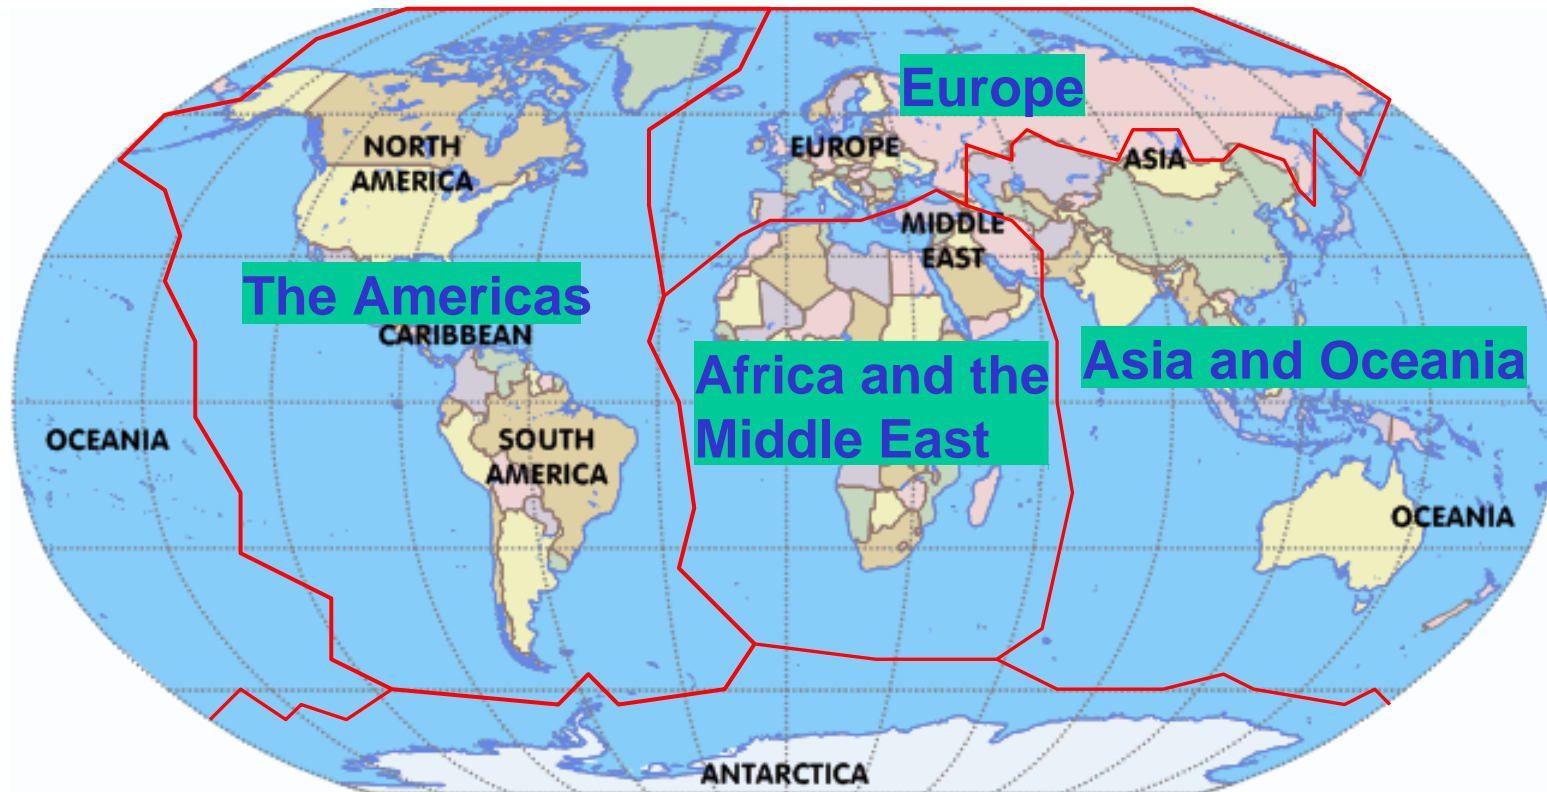 Europe
NORTH
AMERICA
EUROPE
ASIA
MIDDLE
EAST
The Americas
CARIBBEAN
Africa and the
Middle East
Asia and Oceania
OCEANIA
SOUTH
AMERICA
OCEANIA
ANTARCTICA